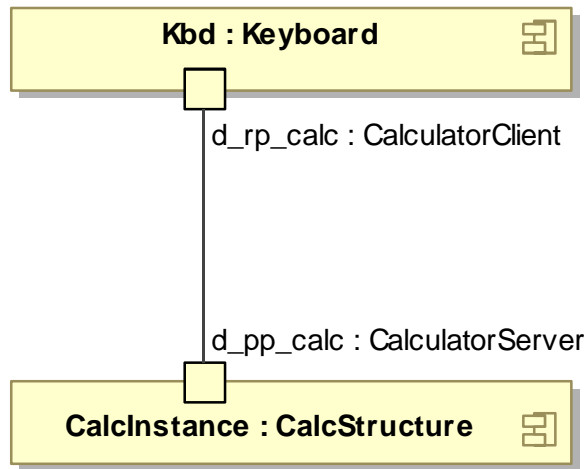 Kbd : Keyboard
d_rp_calc : CalculatorClient
d_pp_calc : CalculatorServer
CalcInstance : CalcStructure